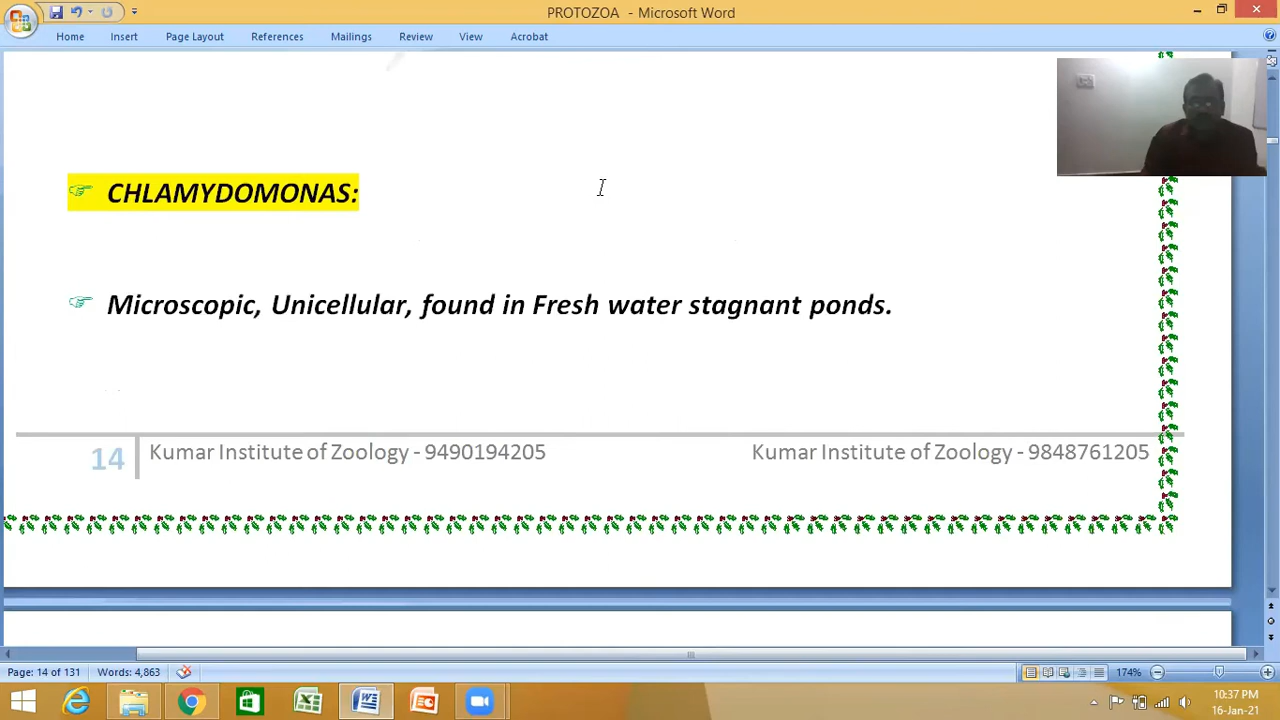 PROTOZOA - Microsoft Word
Home Insert Page Layout References Mailings Review View Acrobat
CHLAMYDOMONAS:
Microscopic, Unicellular, found in Fresh water stagnant ponds.
14 Kumar Institute of Zoology - 9490194205 Kumar Institute of Zoology - 9848761205
Page: 14 of 131 Words: 4,863 174%
10:37 PM
16-Jan-21